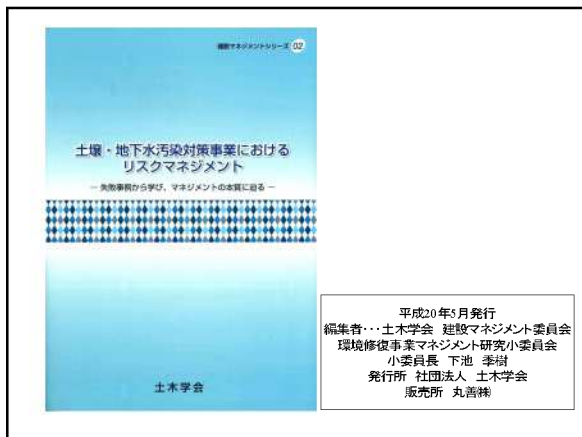 建設マネジメントシリーズ 02
土壌・地下水汚染対策事業における
リスクマネジメント
― 失敗事例から学び、マネジメントの本質に迫る ―
土木学会
平成20年5月発行
編集者・・・土木学会 建設マネジメント委員会
環境修復事業マネジメント研究小委員会
小委員長 下池 季樹
発行所 社団法人 土木学会
販売所 丸善㈱